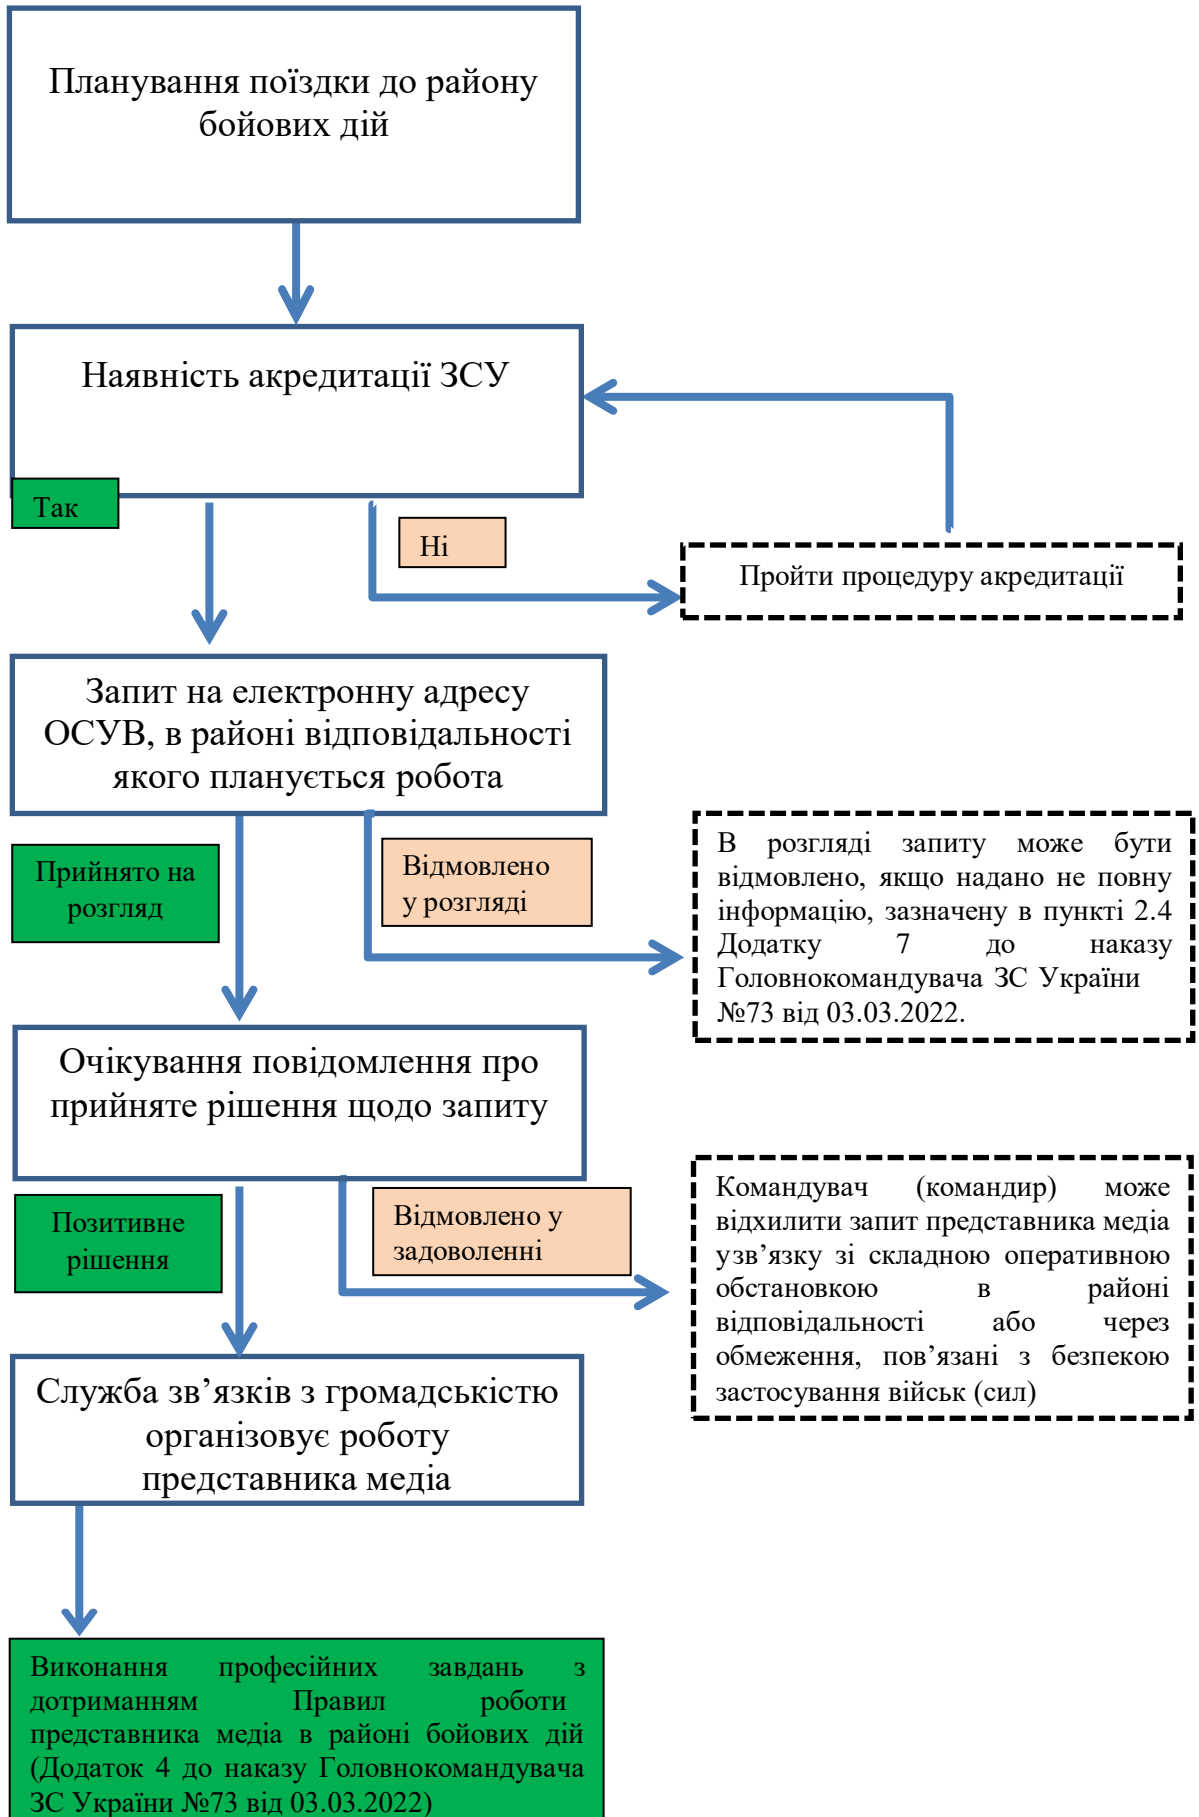 Планування поїздки до району
бойових дій
Наявність акредитації ЗСУ
Так
Ні
Пройти процедуру акредитації
Запит на електронну адресу
ОСУВ, в районі відповідальності
якого планується робота
Прийнято на
розгляд
Відмовлено
у розгляді
В розгляді запиту може бути
відмовлено, якщо надано не повну
інформацію, зазначену в пункті 2.4
Додатку 7 до наказу
Головнокомандувача ЗС України
№73 від 03.03.2022.
Очікування повідомлення про
прийняте рішення щодо запиту
Позитивне
рішення
Відмовлено у
задоволенні
Командувач (командир) може
відхилити запит представника медіа
узв’язку зі складною оперативною
обстановкою в районі
відповідальності або через
обмеження, пов’язані з безпекою
застосування військ (сил)
Служба зв’язків з громадськістю
організовує роботу
представника медіа
Виконання професійних завдань з
дотриманням Правил роботи
представника медіа в районі бойових дій
(Додаток 4 до наказу Головнокомандувача
ЗС України №73 від 03.03.2022)